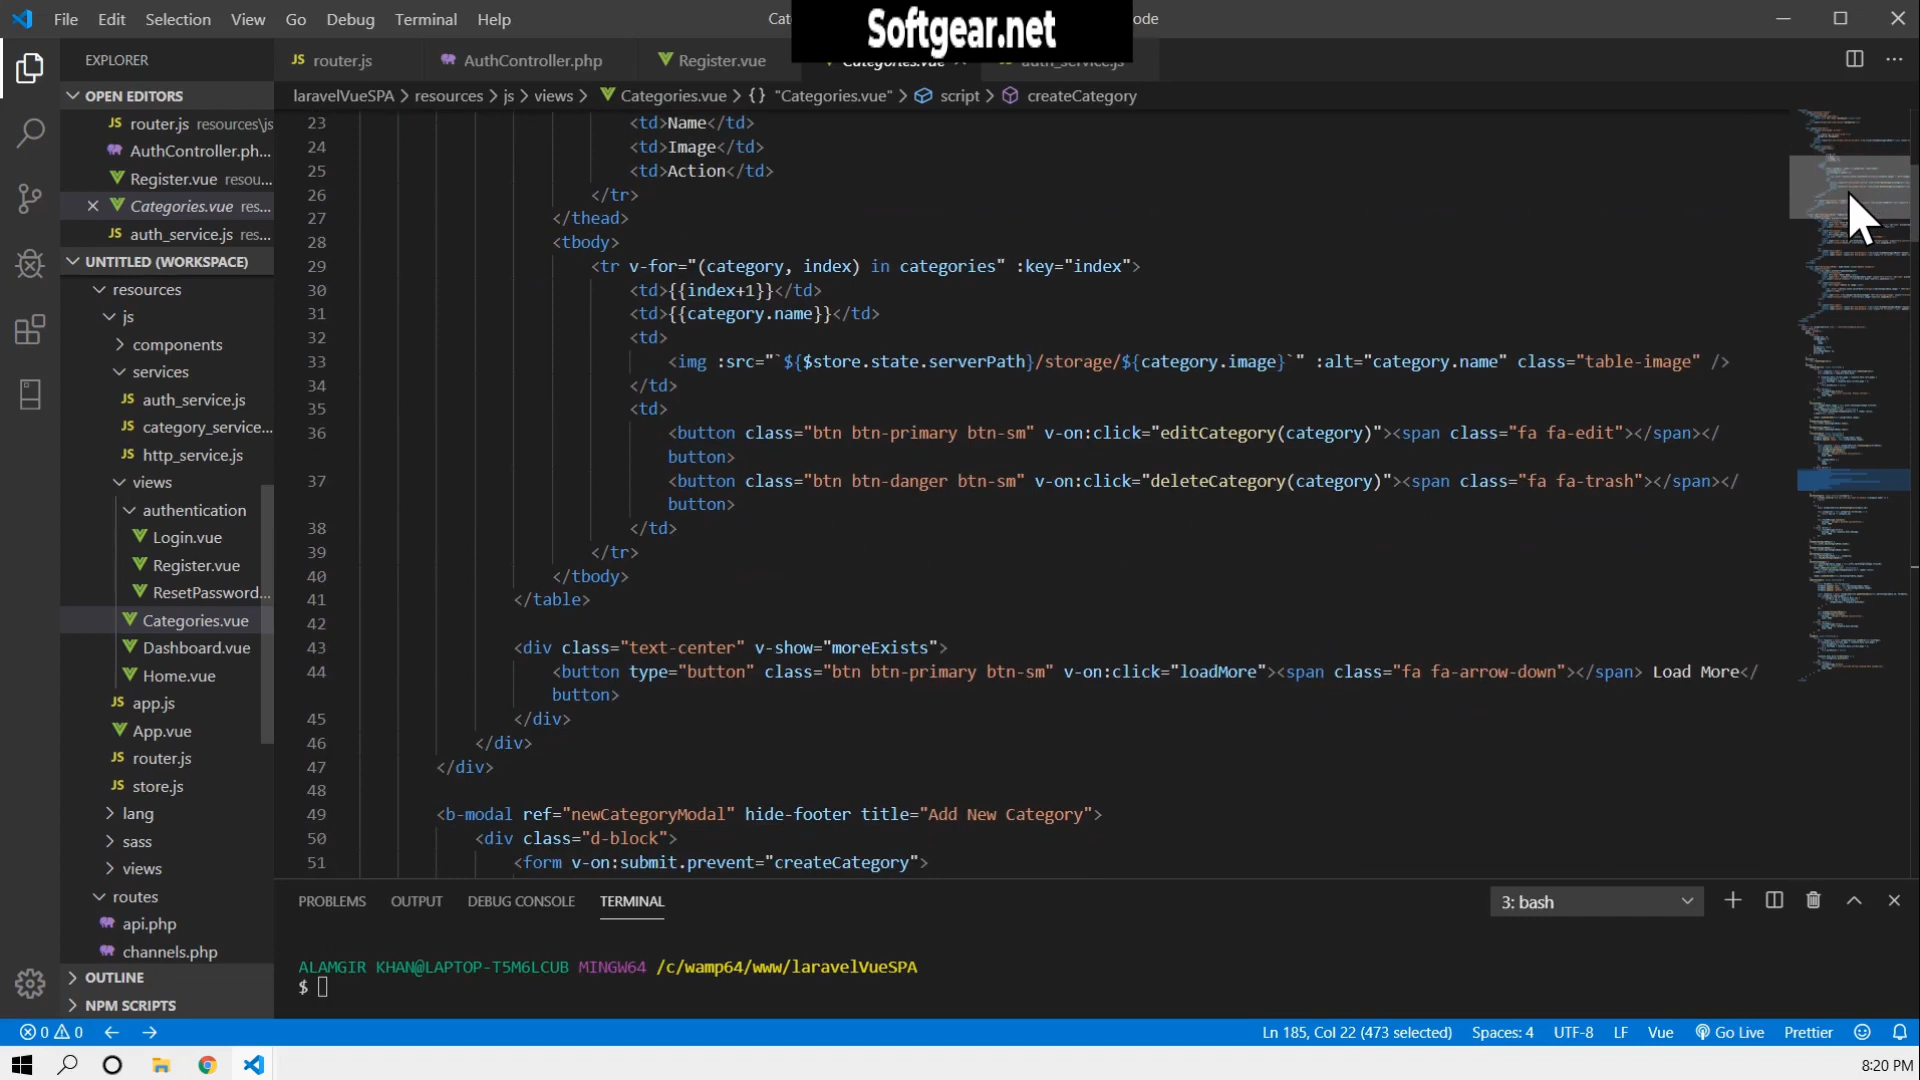 File Edit Selection View Go Debug Terminal Help
Softgear.net
EXPLORER
router.js
AuthController.php
Register.vue
Categories.vue
auth_service.js
OPEN EDITORS
router.js resources\js
AuthController.ph...
Register.vue resou...
Categories.vue res...
auth_service.js res...
UNTITLED (WORKSPACE)
resources
js
components
services
auth_service.js
category_service...
http_service.js
views
authentication
Login.vue
Register.vue
ResetPassword...
Categories.vue
Dashboard.vue
Home.vue
app.js
App.vue
router.js
store.js
lang
sass
views
routes
api.php
channels.php
OUTLINE
NPM SCRIPTS
laravelVueSPA > resources > js > views > Categories.vue > {} "Categories.vue" > script > createCategory
23 <td>Name</td>
24 <td>Image</td>
25 <td>Action</td>
26 </tr>
27 </thead>
28 <tbody>
29 <tr v-for="(category, index) in categories" :key="index">
30 <td>{{index+1}}</td>
31 <td>{{category.name}}</td>
32 <td>
33 <img :src="`${$store.state.serverPath}/storage/${category.image}`" :alt="category.name" class="table-image" />
34 </td>
35 <td>
36 <button class="btn btn-primary btn-sm" v-on:click="editCategory(category)"><span class="fa fa-edit"></span></
button>
37 <button class="btn btn-danger btn-sm" v-on:click="deleteCategory(category)"><span class="fa fa-trash"></span></
button>
38 </td>
39 </tr>
40 </tbody>
41 </table>
42
43 <div class="text-center" v-show="moreExists">
44 <button type="button" class="btn btn-primary btn-sm" v-on:click="loadMore"><span class="fa fa-arrow-down"></span> Load More</
button>
45 </div>
46 </div>
47 </div>
48
49 <b-modal ref="newCategoryModal" hide-footer title="Add New Category">
50 <div class="d-block">
51 <form v-on:submit.prevent="createCategory">
PROBLEMS OUTPUT DEBUG CONSOLE TERMINAL
3: bash
ALAMGIR KHAN@LAPTOP-T5M6LCUB MINGW64 /c/wamp64/www/laravelVueSPA
$
0 0
Ln 185, Col 22 (473 selected) Spaces: 4 UTF-8 LF Vue Go Live Prettier
8:20 PM